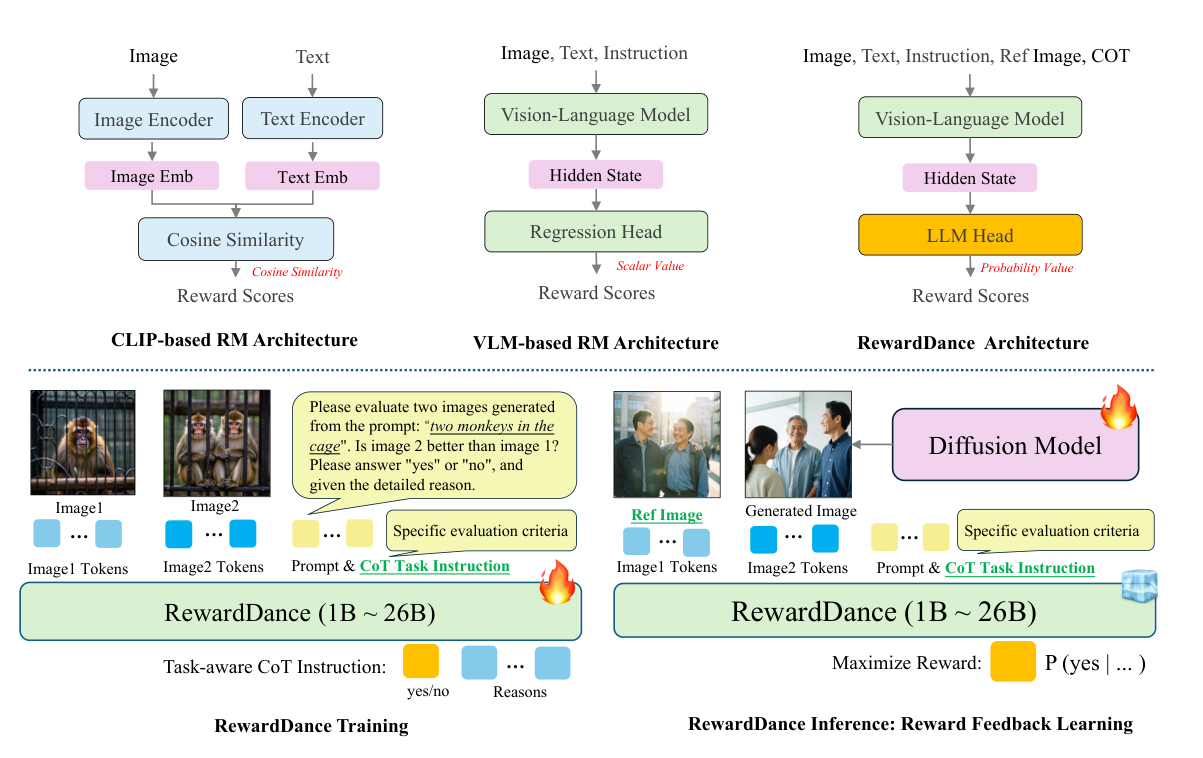 Image
Text
Image Encoder
Text Encoder
Image Emb
Text Emb
Cosine Similarity
Cosine Similarity
Reward Scores
CLIP-based RM Architecture
Image, Text, Instruction
Vision-Language Model
Hidden State
Regression Head
Scalar Value
Reward Scores
VLM-based RM Architecture
Image, Text, Instruction, Ref Image, COT
Vision-Language Model
Hidden State
LLM Head
Probability Value
Reward Scores
RewardDance Architecture
Image1
Image2
Please evaluate two images generated
from the prompt: "two monkeys in the
cage". Is image 2 better than image 1?
Please answer "yes" or "no", and
given the detailed reason.
...
...
...
Specific evaluation criteria
Image1 Tokens
Image2 Tokens
Prompt & CoT Task Instruction
RewardDance (1B ~ 26B)
Task-aware CoT Instruction:
...
yes/no
Reasons
RewardDance Training
Diffusion Model
Ref Image
Generated Image
...
...
...
Specific evaluation criteria
Image1 Tokens
Image2 Tokens
Prompt & CoT Task Instruction
RewardDance (1B ~ 26B)
Maximize Reward:
P (yes | ... )
RewardDance Inference: Reward Feedback Learning